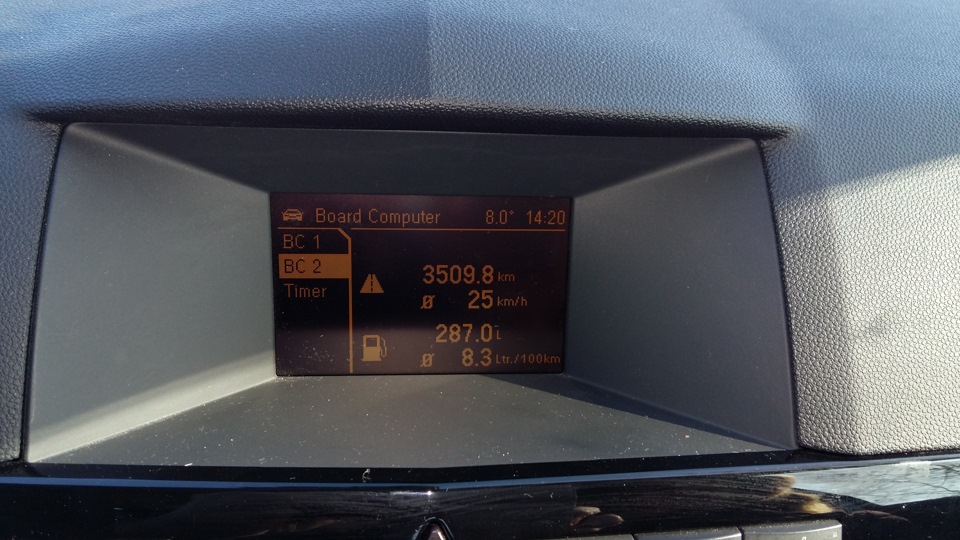 Board Computer 8.0° 14:20
BC 1
BC 2
Timer
3509.8 km
Ø 25 km/h
287.0 L
Ø 8.3 Ltr./100km